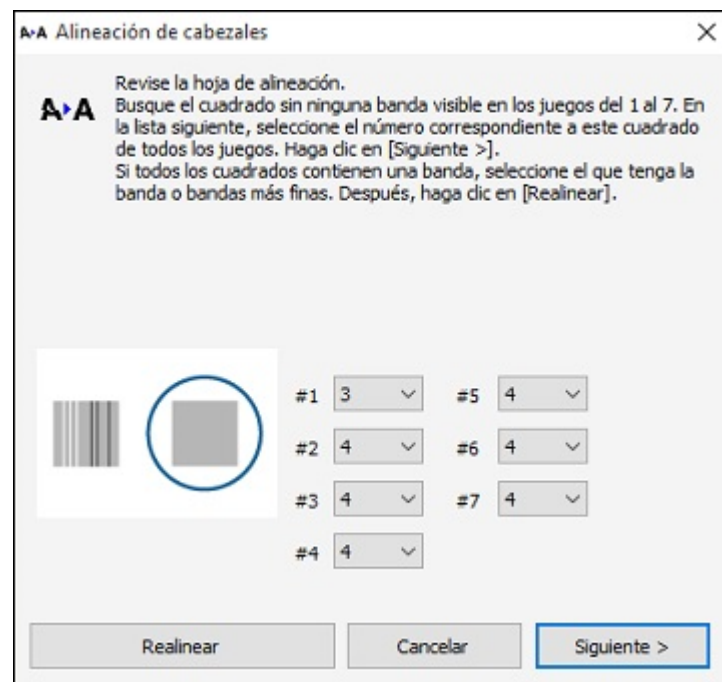 A▸A Alineación de cabezales
A▸A
Revise la hoja de alineación.
Busque el cuadrado sin ninguna banda visible en los juegos del 1 al 7. En
la lista siguiente, seleccione el número correspondiente a este cuadrado
de todos los juegos. Haga clic en [Siguiente >].
Si todos los cuadrados contienen una banda, seleccione el que tenga la
banda o bandas más finas. Después, haga clic en [Realinear].
#1 3 #5 4
#2 4 #6 4
#3 4 #7 4
#4 4
Realinear Cancelar Siguiente >